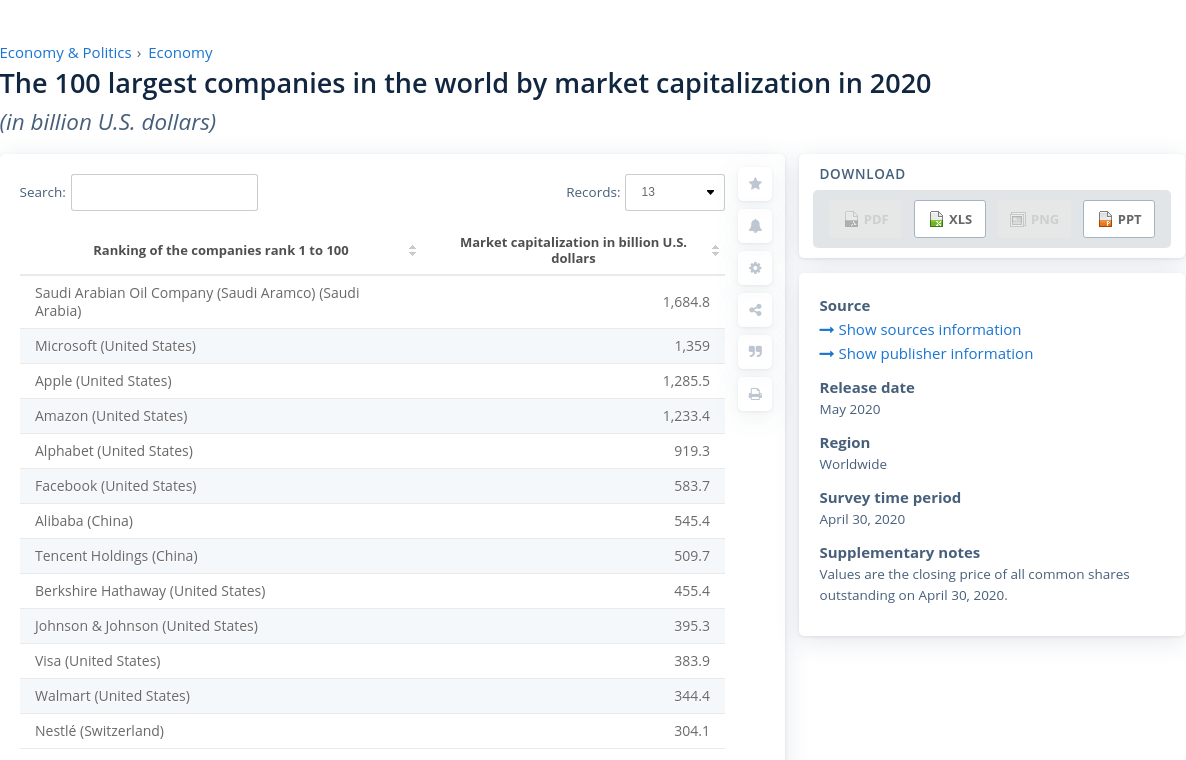 Economy & Politics › Economy
The 100 largest companies in the world by market capitalization in 2020
(in billion U.S. dollars)
Search:
Records: 13
Ranking of the companies rank 1 to 100
Market capitalization in billion U.S.
dollars
Saudi Arabian Oil Company (Saudi Aramco) (Saudi
Arabia)
1,684.8
Microsoft (United States) 1,359
Apple (United States) 1,285.5
Amazon (United States) 1,233.4
Alphabet (United States) 919.3
Facebook (United States) 583.7
Alibaba (China) 545.4
Tencent Holdings (China) 509.7
Berkshire Hathaway (United States) 455.4
Johnson & Johnson (United States) 395.3
Visa (United States) 383.9
Walmart (United States) 344.4
Nestlé (Switzerland) 304.1
DOWNLOAD
PDF XLS PNG PPT
Source
Show sources information
Show publisher information
Release date
May 2020
Region
Worldwide
Survey time period
April 30, 2020
Supplementary notes
Values are the closing price of all common shares
outstanding on April 30, 2020.